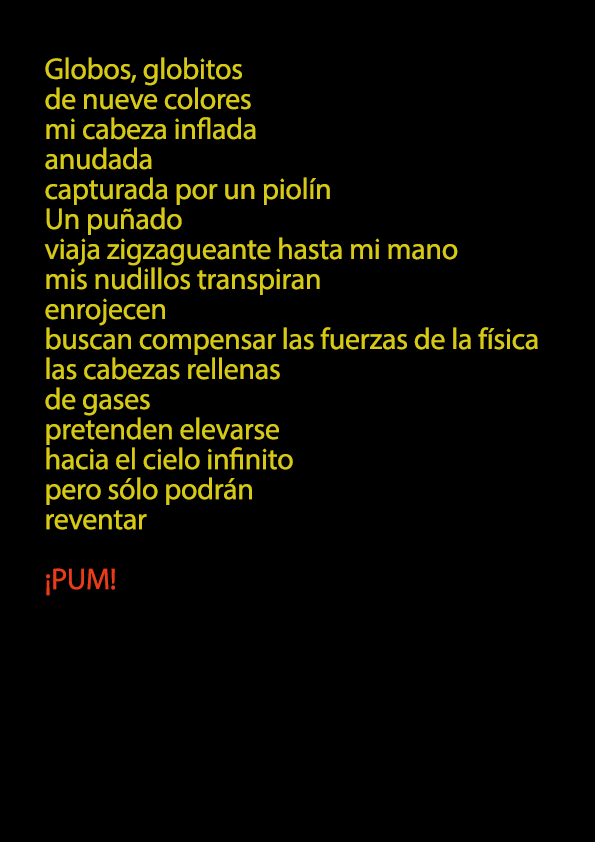 Globos, globitos
de nueve colores
mi cabeza inflada
anudada
capturada por un piolín
Un puñado
viaja zigzagueante hasta mi mano
mis nudillos transpiran
enrojecen
buscan compensar las fuerzas de la física
las cabezas rellenas
de gases
pretenden elevarse
hacia el cielo infinito
pero sólo podrán
reventar
¡PUM!